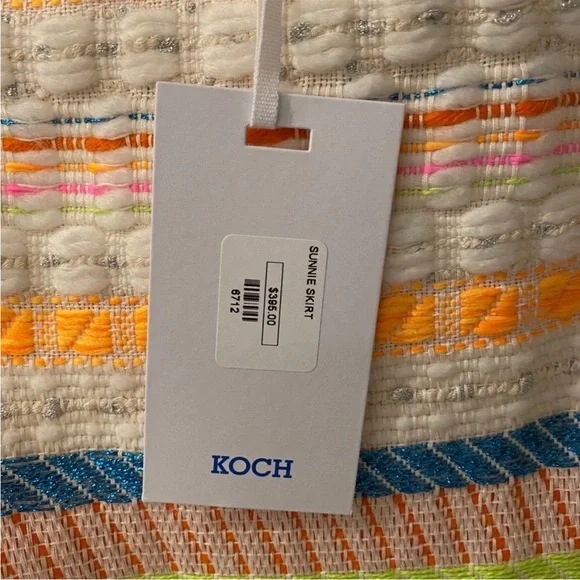 SUNNIE SKIRT
$395.00
6712
KOCH